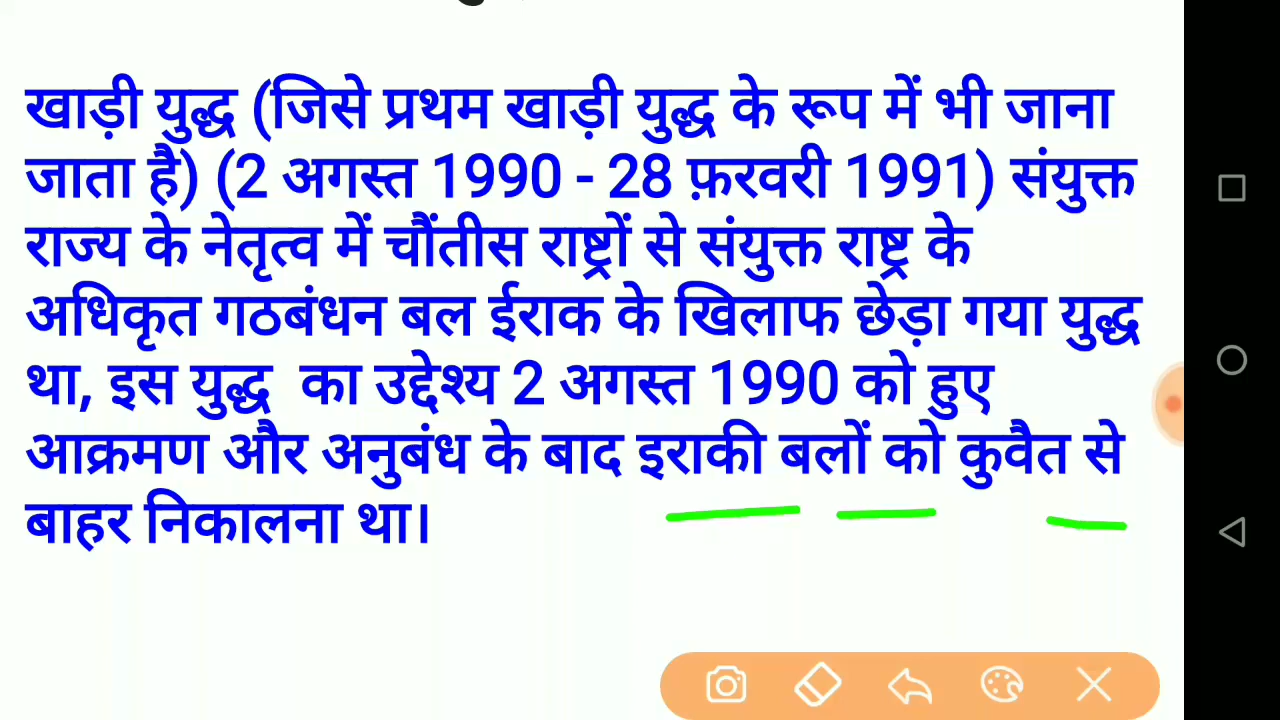 खाड़ी युद्ध (जिसे प्रथम खाड़ी युद्ध के रूप में भी जाना
जाता है) (2 अगस्त 1990 - 28 फ़रवरी 1991) संयुक्त
राज्य के नेतृत्व में चौंतीस राष्ट्रों से संयुक्त राष्ट्र के
अधिकृत गठबंधन बल ईराक के खिलाफ छेड़ा गया युद्ध
था, इस युद्ध  का उद्देश्य 2 अगस्त 1990 को हुए
आक्रमण और अनुबंध के बाद इराकी बलों को कुवैत से
बाहर निकालना था।